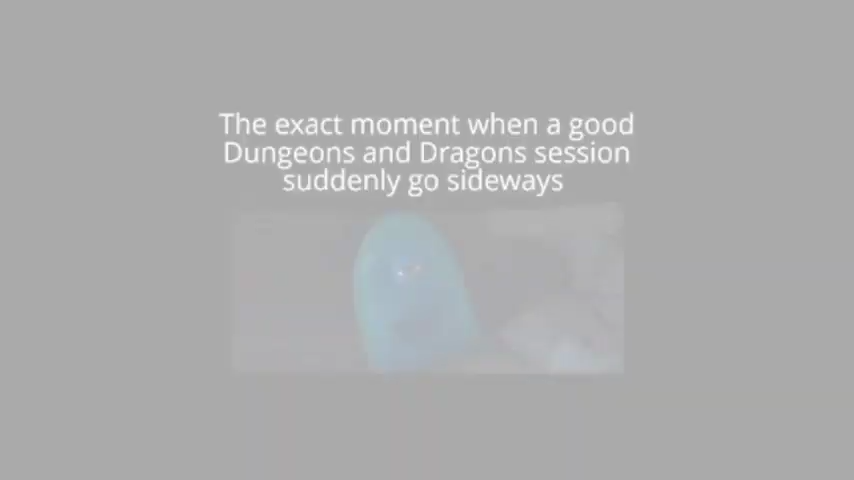 The exact moment when a good
Dungeons and Dragons session
suddenly go sideways